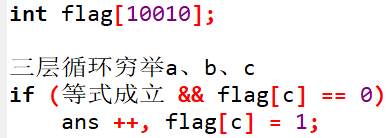 int flag[10010];
三层循环穷举a、b、c
if (等式成立 && flag[c] == 0)
ans ++, flag[c] = 1;